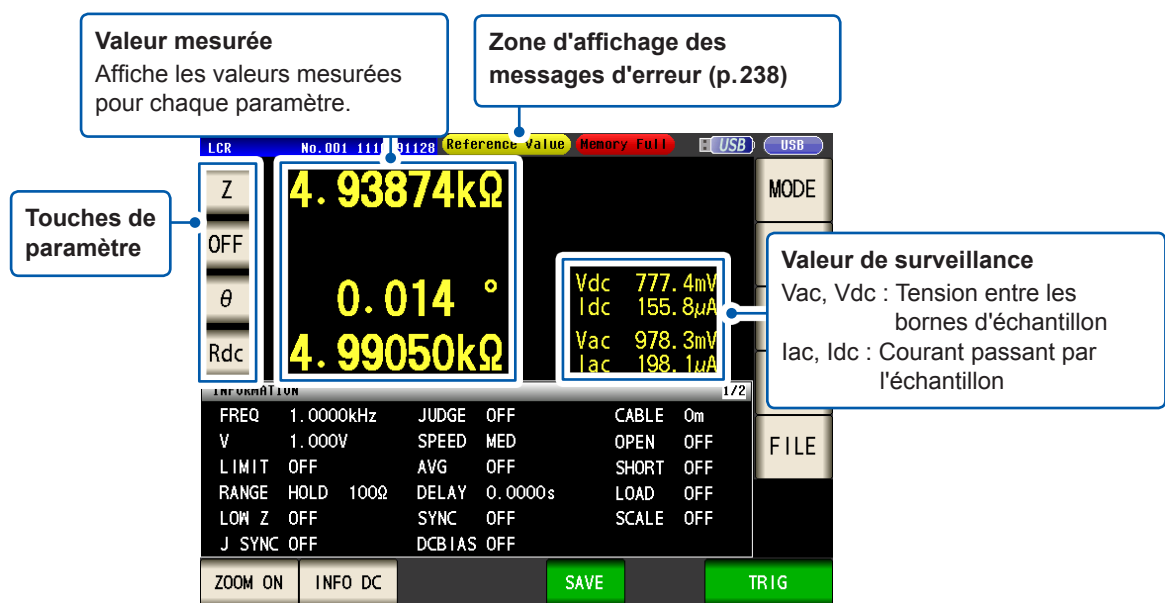 Valeur mesurée
Affiche les valeurs mesurées
pour chaque paramètre.
Zone d'affichage des
messages d'erreur (p.238)
LCR No.001 Reference Value Memory Full USB USB
Touches de
paramètre
Z
OFF
θ
Rdc
4.93874kΩ
0.014 °
4.99050kΩ
Vdc 777.4mV
Idc 155.8µA
Vac 978.3mV
Iac 198.1µA
MODE
Valeur de surveillance
Vac, Vdc : Tension entre les
bornes d'échantillon
Iac, Idc : Courant passant par
l'échantillon
FILE
INFORMATION 1/2
FREQ 1.0000kHz JUDGE OFF CABLE 0m
V 1.000V SPEED MED OPEN OFF
LIMIT OFF AVG OFF SHORT OFF
RANGE HOLD 100Ω DELAY 0.0000s LOAD OFF
LOW Z OFF SYNC OFF SCALE OFF
J SYNC OFF DCBIAS OFF
ZOOM ON INFO DC SAVE TRIG